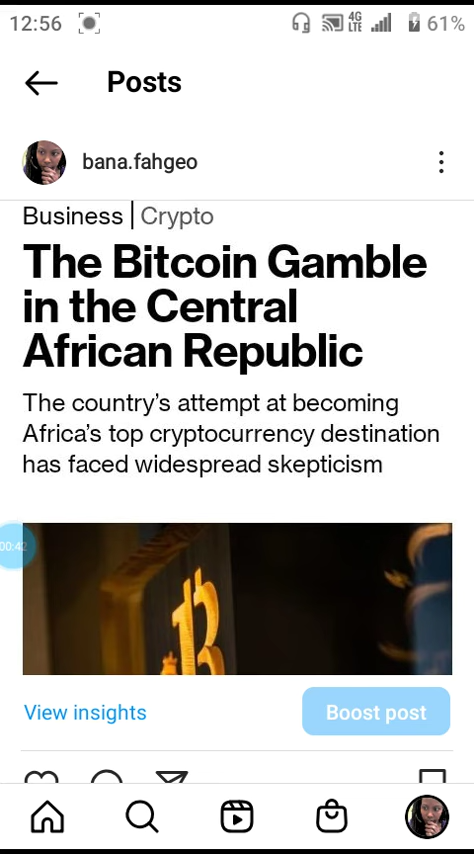 12:56 4G LTE 61%
Posts
bana.fahgeo
Business | Crypto
The Bitcoin Gamble
in the Central
African Republic
The country’s attempt at becoming
Africa’s top cryptocurrency destination
has faced widespread skepticism
00:42
View insights Boost post